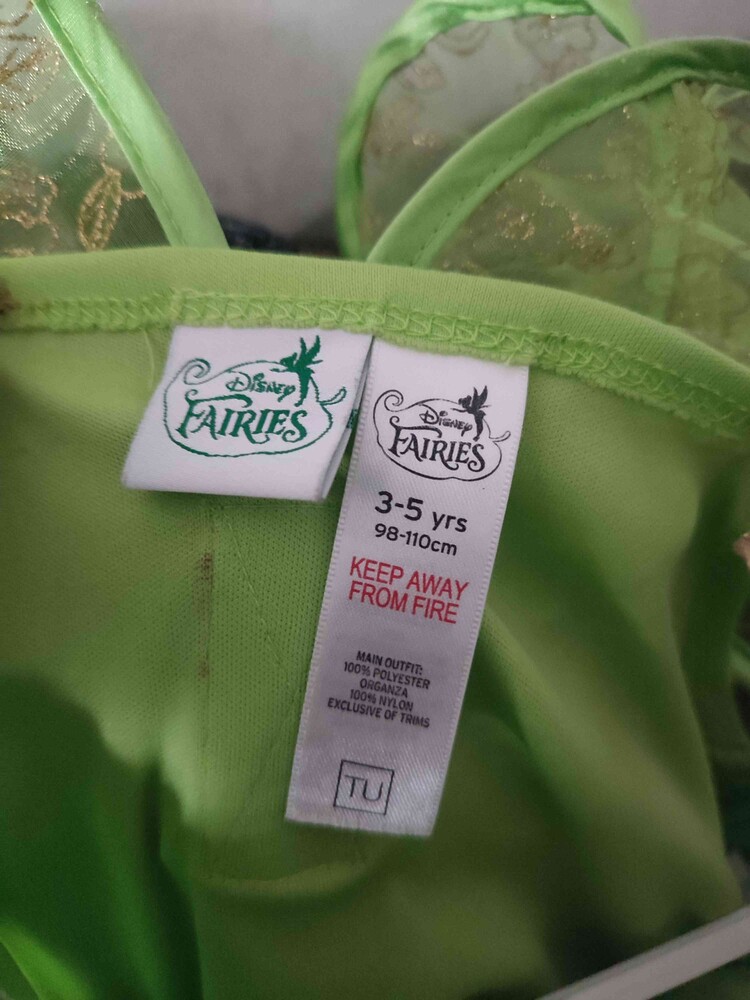 Disney
FAIRIES
Disney
FAIRIES
3-5 yrs
98-110cm
KEEP AWAY
FROM FIRE
MAIN OUTFIT:
100% POLYESTER
ORGANZA
100% NYLON
EXCLUSIVE OF TRIMS
TU